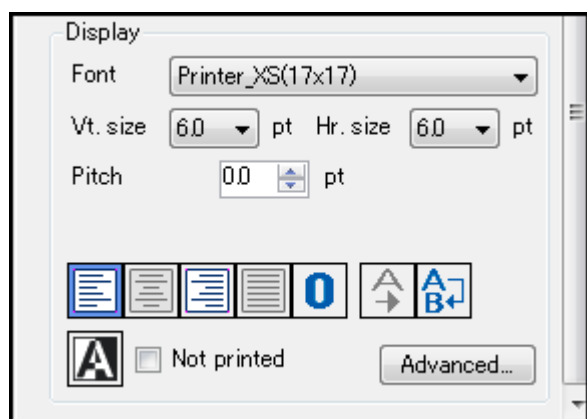 Display
Font Printer_XS(17x17)
Vt. size 6.0 pt Hr. size 6.0 pt
Pitch 0.0 pt
0 A A B
A Not printed Advanced...